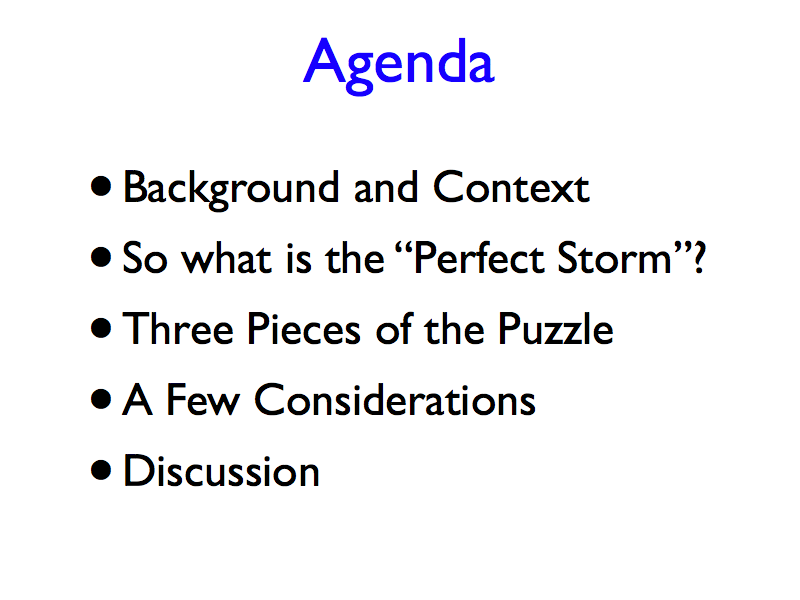 Agenda
• Background and Context
• So what is the “Perfect Storm”?
• Three Pieces of the Puzzle
• A Few Considerations
• Discussion